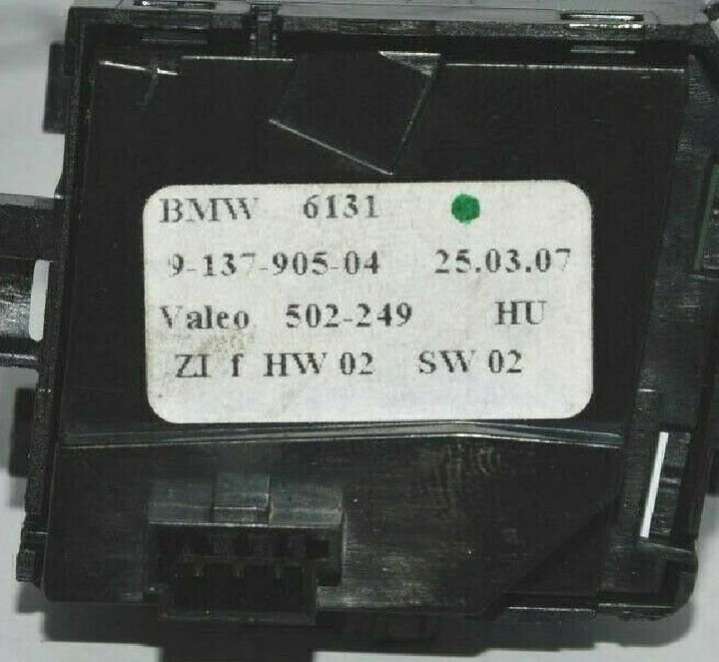 BMW 6131
9-137-905-04 25.03.07
Valeo 502-249 HU
ZI f HW 02 SW 02